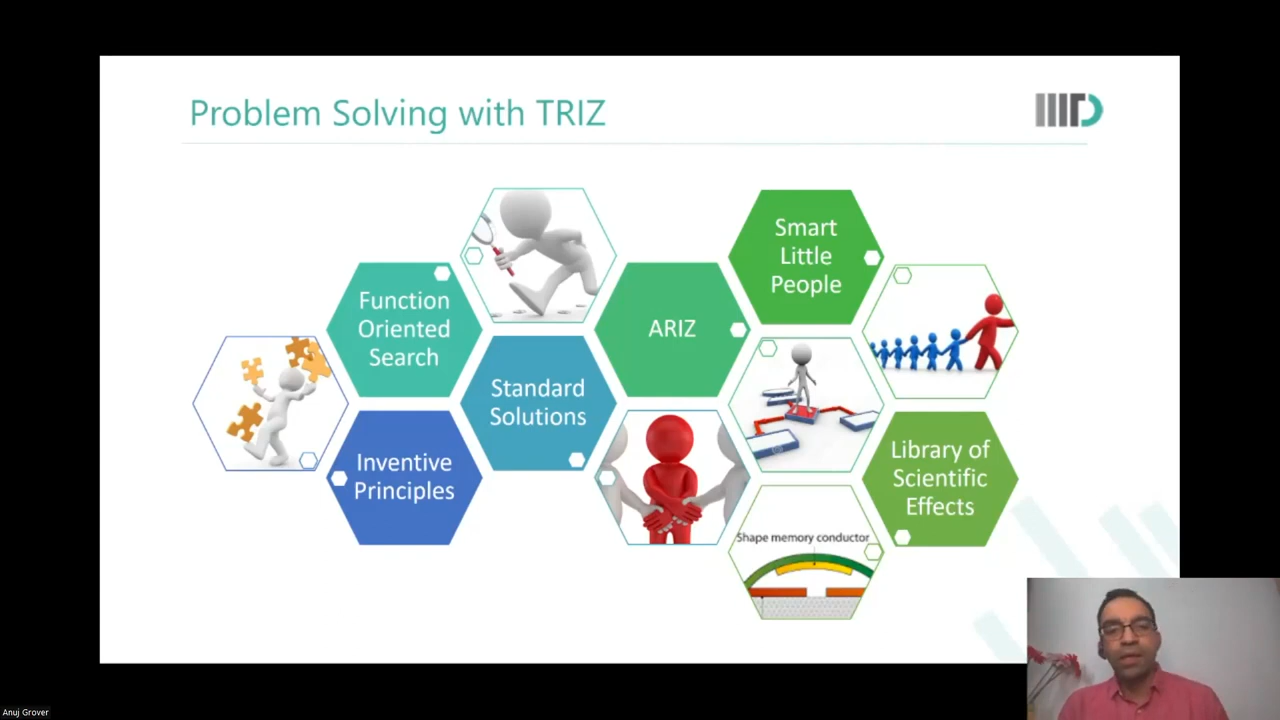 Problem Solving with TRIZ
IIITD
Smart
Little
People
Function
Oriented
Search
ARIZ
Standard
Solutions
Inventive
Principles
Library of
Scientific
Effects
Shape memory conductor
Anuj Grover